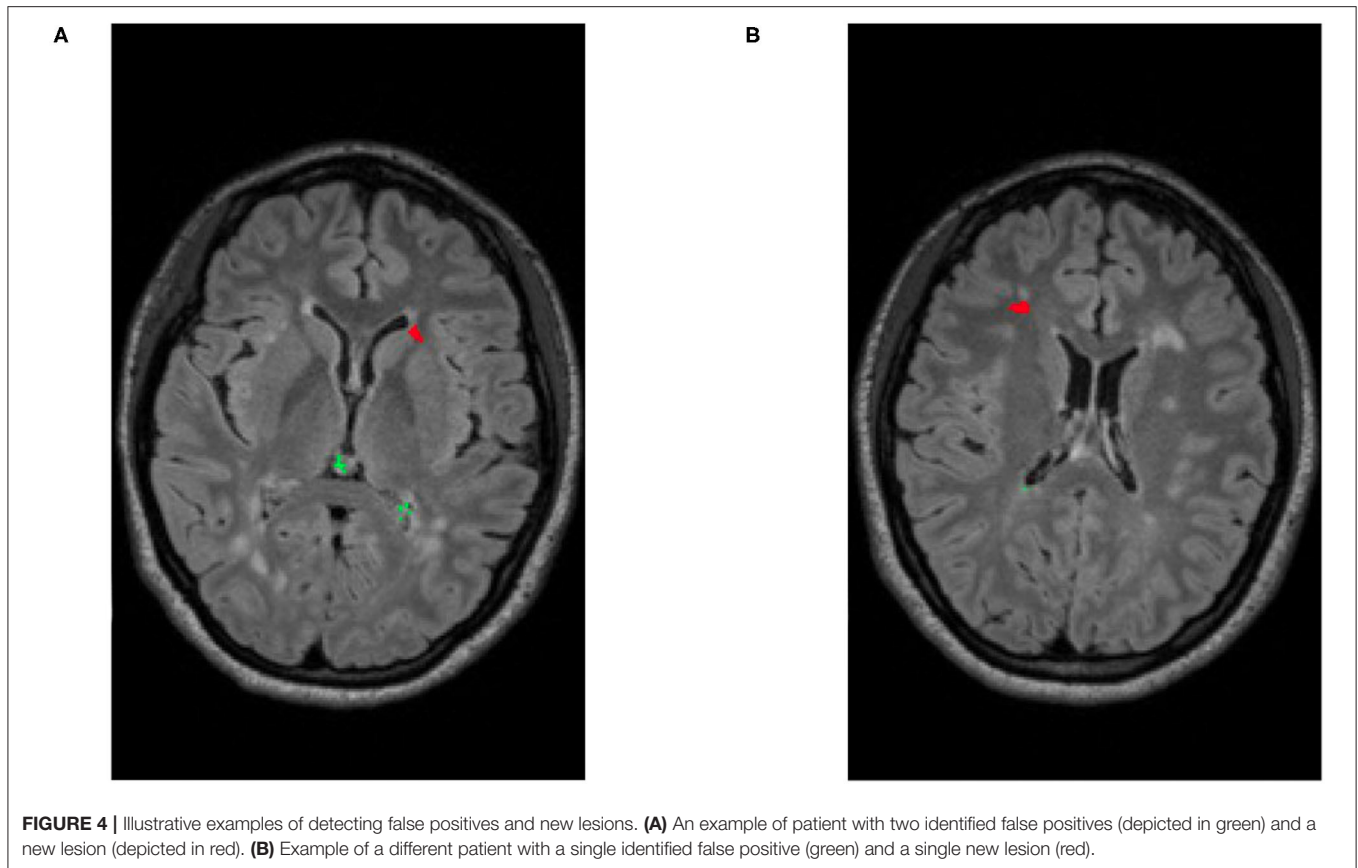 A
B
FIGURE 4 | Illustrative examples of detecting false positives and new lesions. (A) An example of patient with two identified false positives (depicted in green) and a
new lesion (depicted in red). (B) Example of a different patient with a single identified false positive (green) and a single new lesion (red).